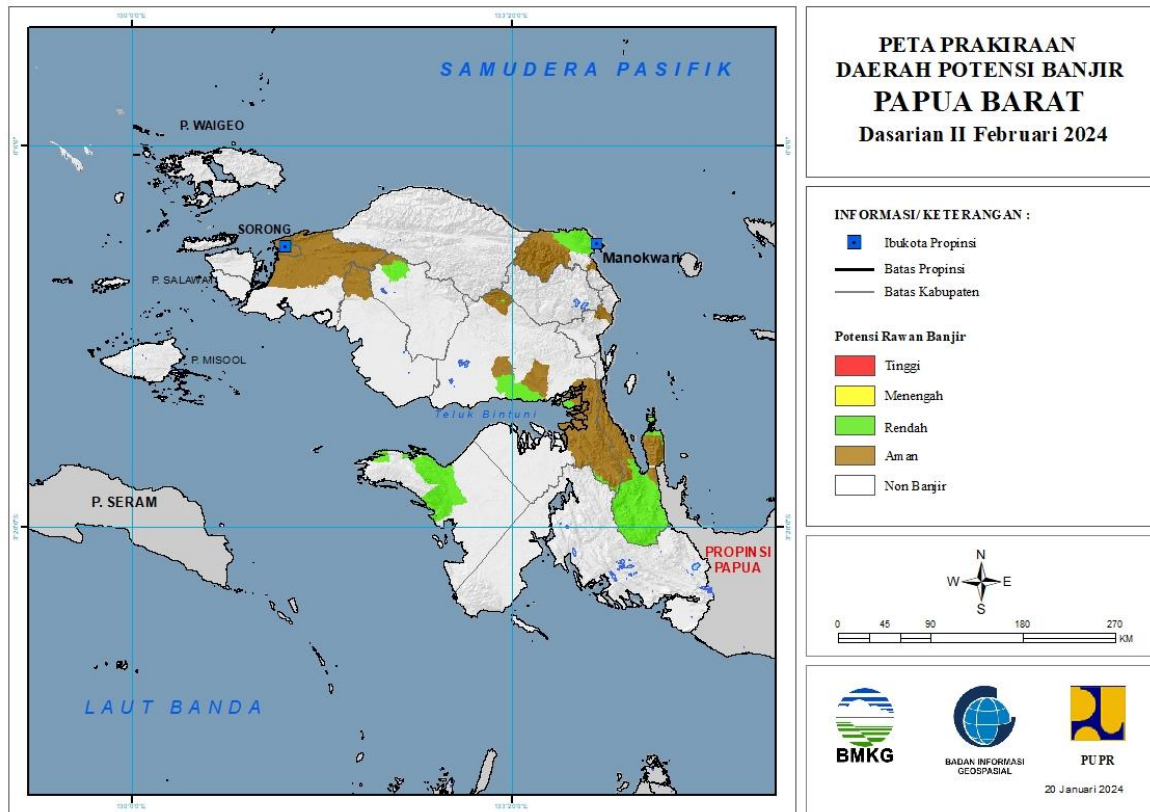 PETA PRAKIRAAN
DAERAH POTENSI BANJIR
PAPUA BARAT
Dasarian II Februari 2024
INFORMASI/ KETERANGAN :
Ibukota Propinsi
Batas Propinsi
Batas Kabupaten
Potensi Rawan Banjir
Tinggi
Menengah
Rendah
Aman
Non Banjir
N
W E
S
0 45 90 180 270
KM
BMKG
BADAN INFORMASI
GEOSPASIAL
PUPR
20 Januari 2024
SAMUDERA PASIFIK
P. WAIGEO
SORONG
Manokwari
P. SALAWATI
P. MISOOL
Teluk Bintuni
P. SERAM
PROPINSI
PAPUA
LAUT BANDA